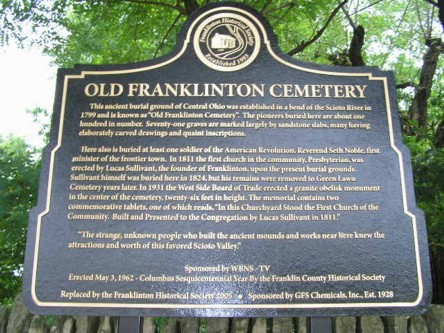 Franklinton Historical Society
Established 1995
OLD FRANKLINTON CEMETERY
This ancient burial ground of Central Ohio was established in a bend of the Scioto River in
1799 and is known as "Old Franklinton Cemetery". The pioneers buried here are about one
hundred in number. Seventy-one graves are marked largely by sandstone slabs, many having
elaborately carved drawings and quaint inscriptions.
Here also is buried at least one soldier of the American Revolution, Reverend Seth Noble, first
minister of the frontier town. In 1811 the first church in the community, Presbyterian, was
erected by Lucas Sullivant, the founder of Franklinton, upon the present burial grounds.
Sullivant himself was buried here in 1824, but his remains were removed to Green Lawn
Cemetery years later. In 1931 the West Side Board of Trade erected a granite obelisk monument
in the center of the cemetery, twenty-six feet in height. The memorial contains two
commemorative tablets, one of which reads, "In this Churchyard Stood the First Church of the
Community. Built and Presented to the Congregation by Lucas Sullivant in 1811."
"The strange, unknown people who built the ancient mounds and works near here knew the
attractions and worth of this favored Scioto Valley."
Sponsored by WBNS - TV
Erected May 3, 1962 - Columbus Sesquicentennial Year By the Franklin County Historical Society
Replaced by the Franklinton Historical Society 2005 • Sponsored by GFS Chemicals, Inc., Est. 1928